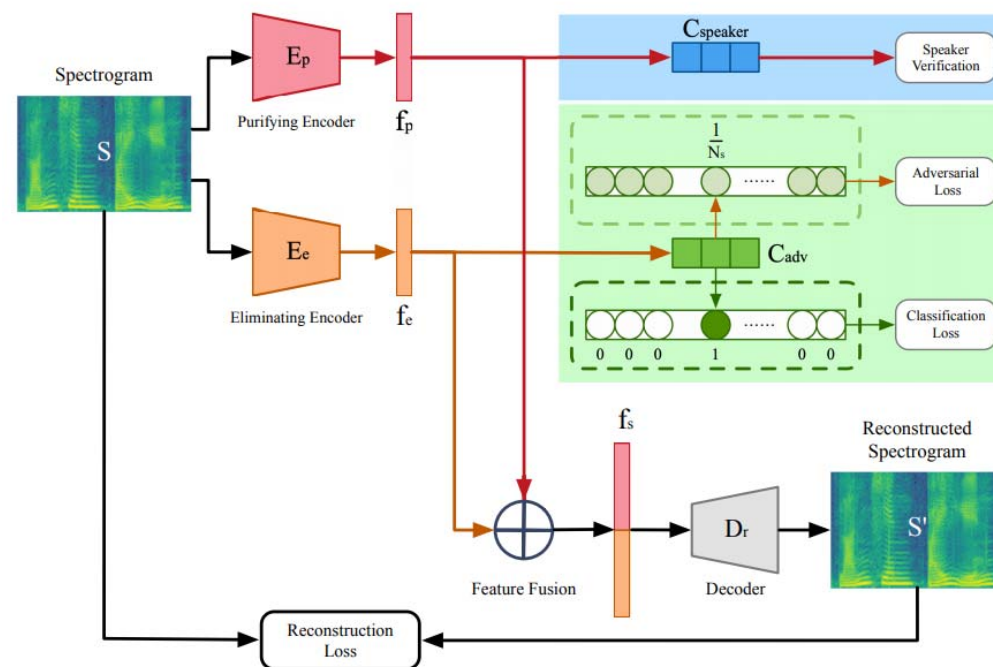 Spectrogram
S
Ep
Purifying Encoder
fp
Cspeaker
Speaker
Verification
1
Ns
......
Adversarial
Loss
Ee
Eliminating Encoder
fe
Cadv
......
0 0 0 1 0 0
Classification
Loss
fs
Feature Fusion
Dr
Decoder
Reconstructed
Spectrogram
S'
Reconstruction
Loss